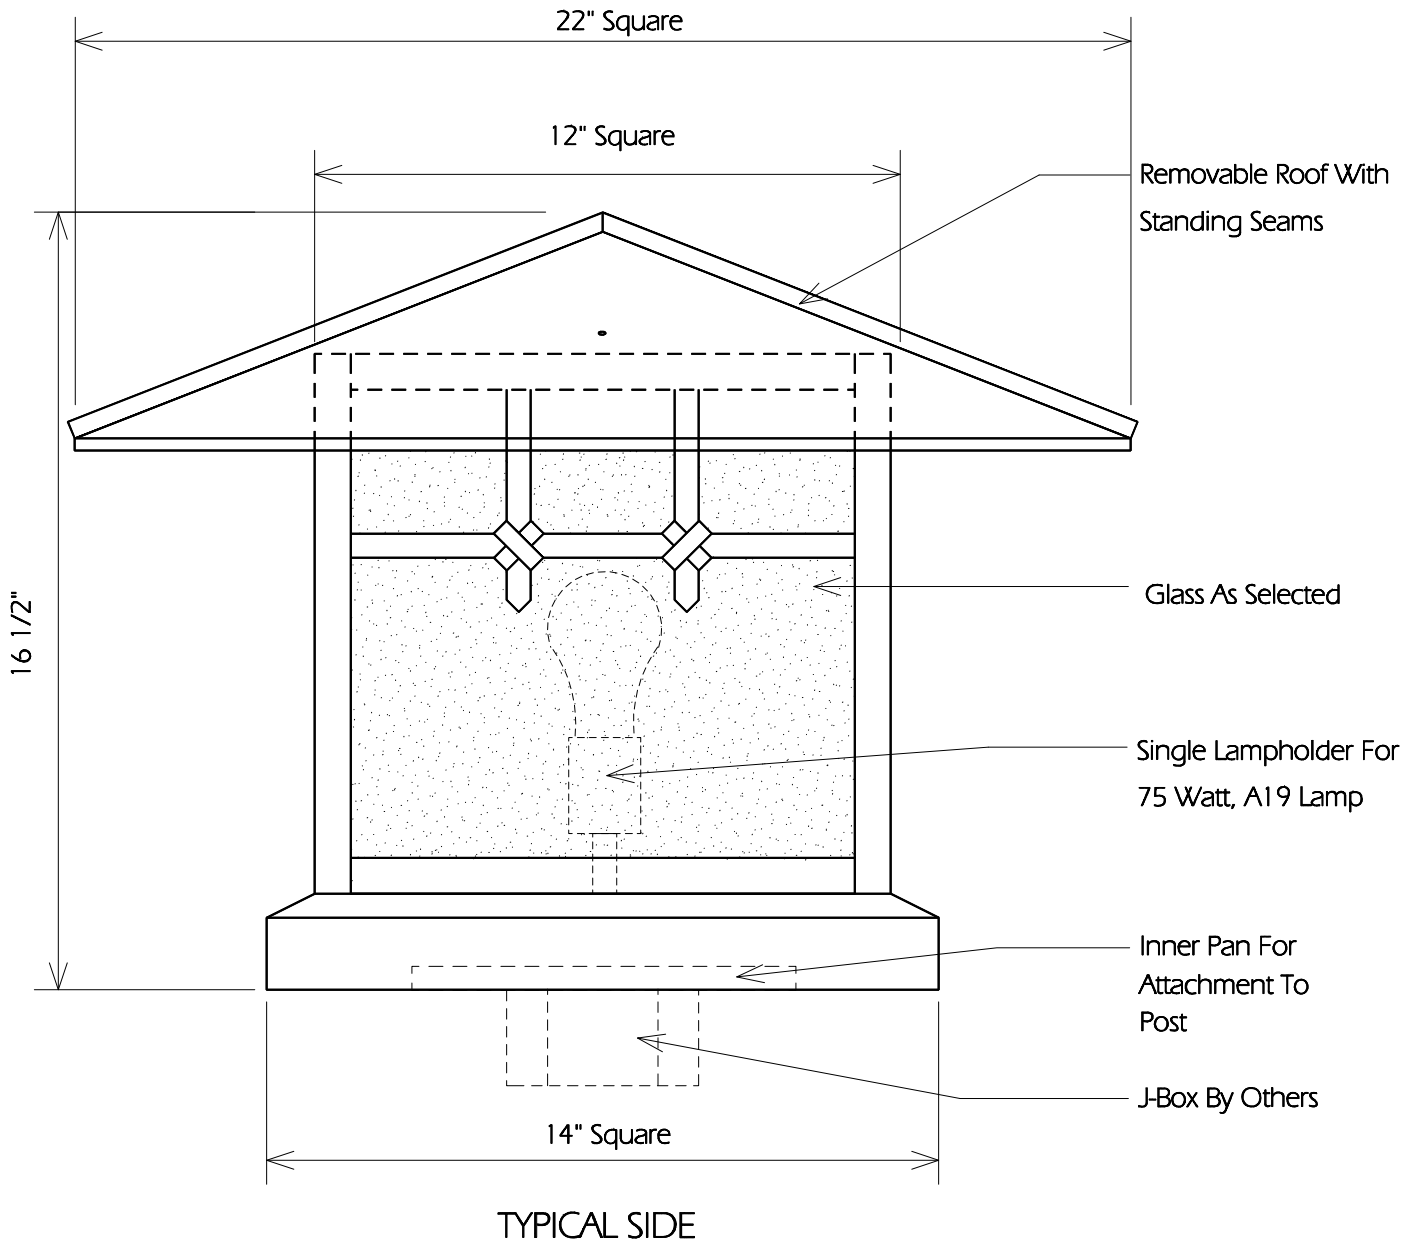 22" Square
12" Square
Removable Roof With
Standing Seams
16 1/2"
Glass As Selected
Single Lampholder For
75 Watt, A19 Lamp
Inner Pan For
Attachment To
Post
J-Box By Others
14" Square
TYPICAL SIDE